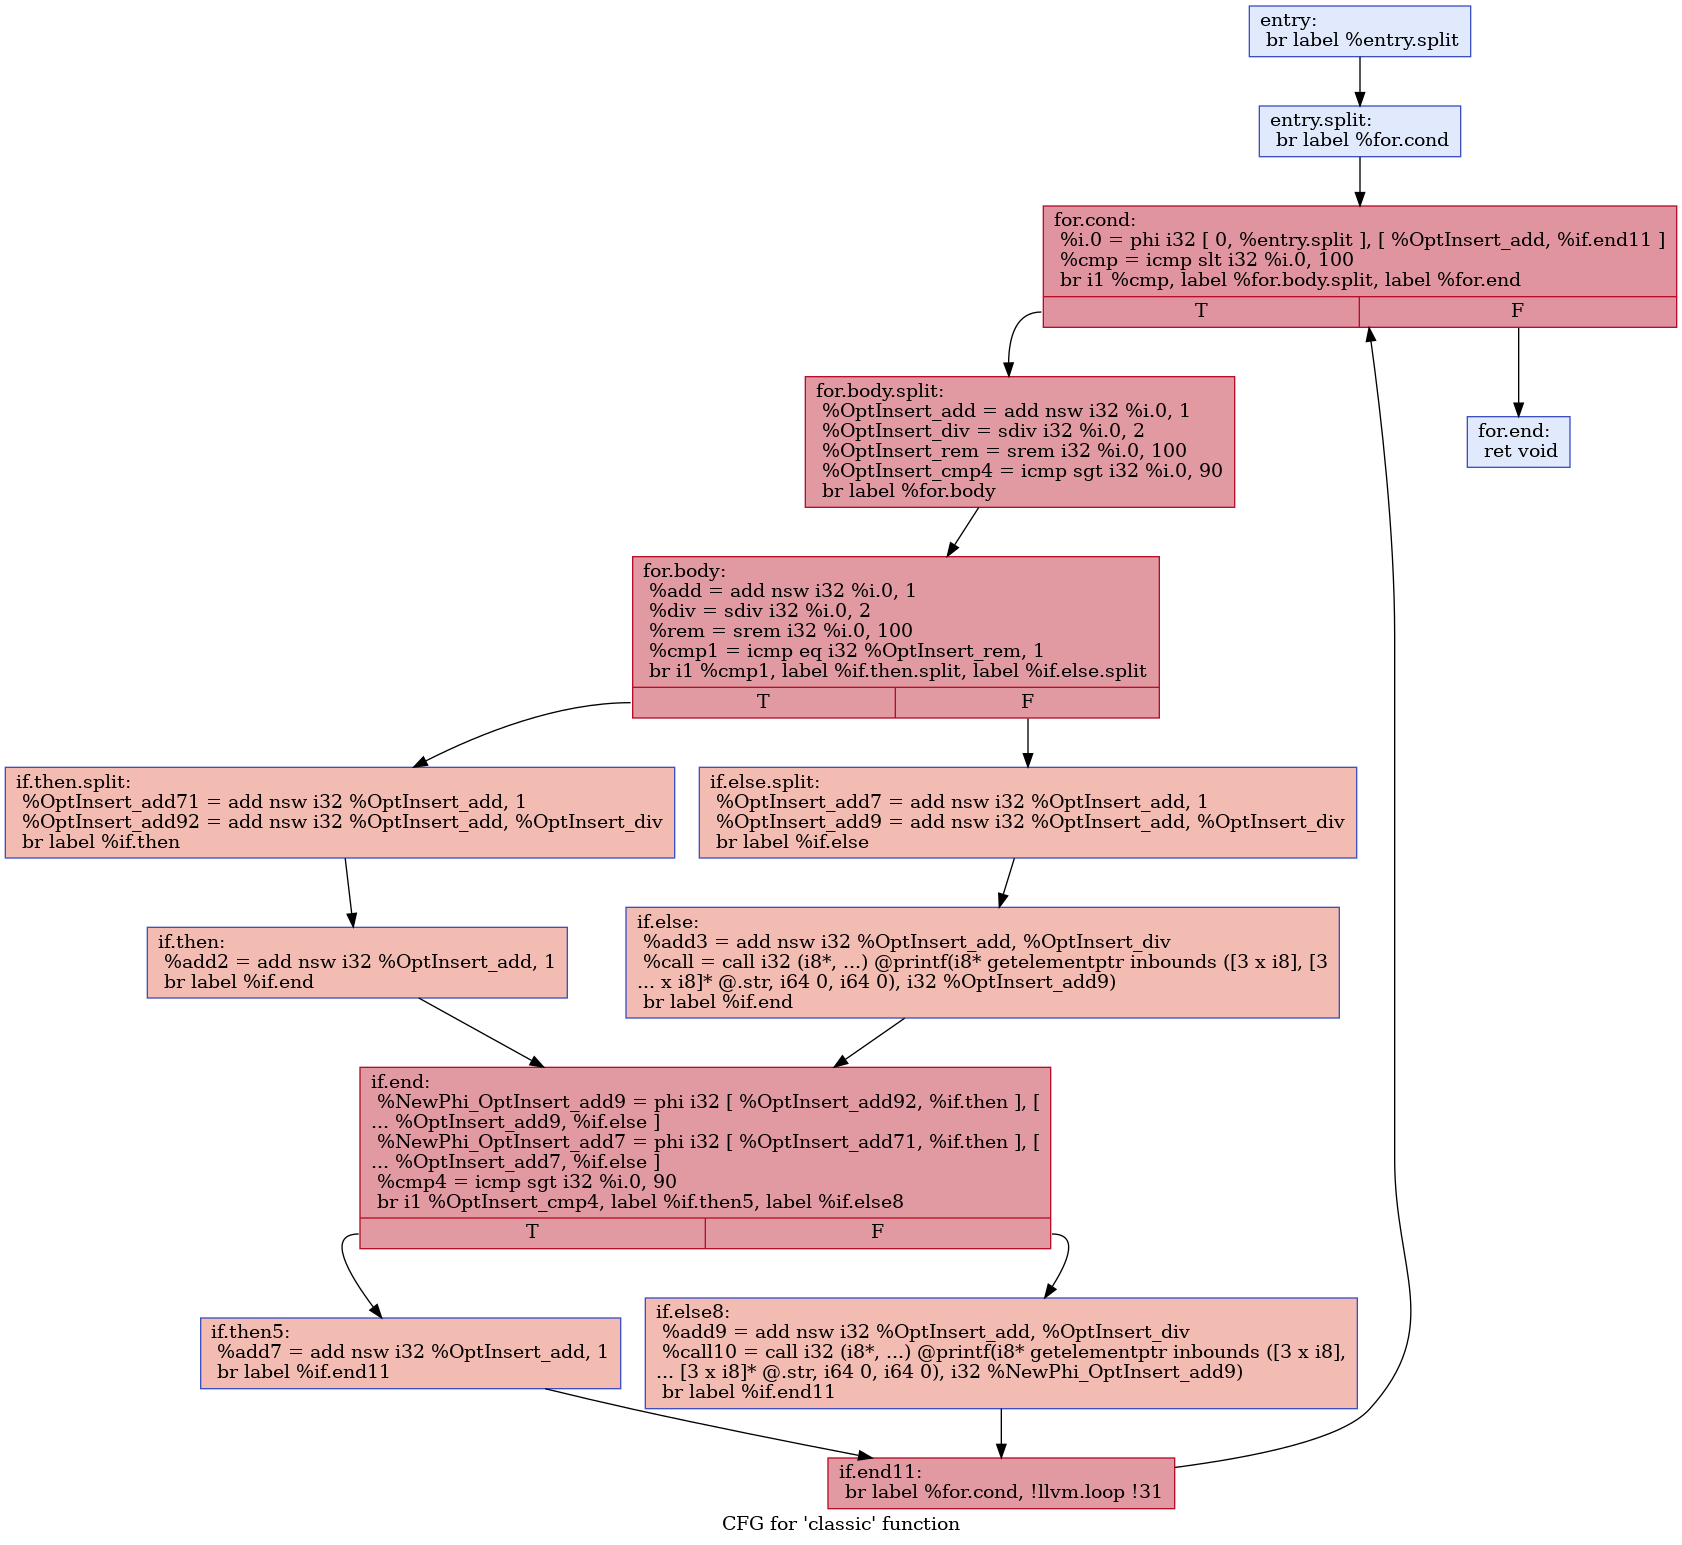 entry:
br label %entry.split
entry.split:
br label %for.cond
for.cond:
%i.0 = phi i32 [ 0, %entry.split ], [ %OptInsert_add, %if.end11 ]
%cmp = icmp slt i32 %i.0, 100
br i1 %cmp, label %for.body.split, label %for.end
T
F
for.body.split:
%OptInsert_add = add nsw i32 %i.0, 1
%OptInsert_div = sdiv i32 %i.0, 2
%OptInsert_rem = srem i32 %i.0, 100
%OptInsert_cmp4 = icmp sgt i32 %i.0, 90
br label %for.body
for.end:
ret void
for.body:
%add = add nsw i32 %i.0, 1
%div = sdiv i32 %i.0, 2
%rem = srem i32 %i.0, 100
%cmp1 = icmp eq i32 %OptInsert_rem, 1
br i1 %cmp1, label %if.then.split, label %if.else.split
T
F
if.then.split:
%OptInsert_add71 = add nsw i32 %OptInsert_add, 1
%OptInsert_add92 = add nsw i32 %OptInsert_add, %OptInsert_div
br label %if.then
if.else.split:
%OptInsert_add7 = add nsw i32 %OptInsert_add, 1
%OptInsert_add9 = add nsw i32 %OptInsert_add, %OptInsert_div
br label %if.else
if.then:
%add2 = add nsw i32 %OptInsert_add, 1
br label %if.end
if.else:
%add3 = add nsw i32 %OptInsert_add, %OptInsert_div
%call = call i32 (i8*, ...) @printf(i8* getelementptr inbounds ([3 x i8], [3
... x i8]* @.str, i64 0, i64 0), i32 %OptInsert_add9)
br label %if.end
if.end:
%NewPhi_OptInsert_add9 = phi i32 [ %OptInsert_add92, %if.then ], [
... %OptInsert_add9, %if.else ]
%NewPhi_OptInsert_add7 = phi i32 [ %OptInsert_add71, %if.then ], [
... %OptInsert_add7, %if.else ]
%cmp4 = icmp sgt i32 %i.0, 90
br i1 %OptInsert_cmp4, label %if.then5, label %if.else8
T
F
if.then5:
%add7 = add nsw i32 %OptInsert_add, 1
br label %if.end11
if.else8:
%add9 = add nsw i32 %OptInsert_add, %OptInsert_div
%call10 = call i32 (i8*, ...) @printf(i8* getelementptr inbounds ([3 x i8],
... [3 x i8]* @.str, i64 0, i64 0), i32 %NewPhi_OptInsert_add9)
br label %if.end11
if.end11:
br label %for.cond, !llvm.loop !31
CFG for 'classic' function